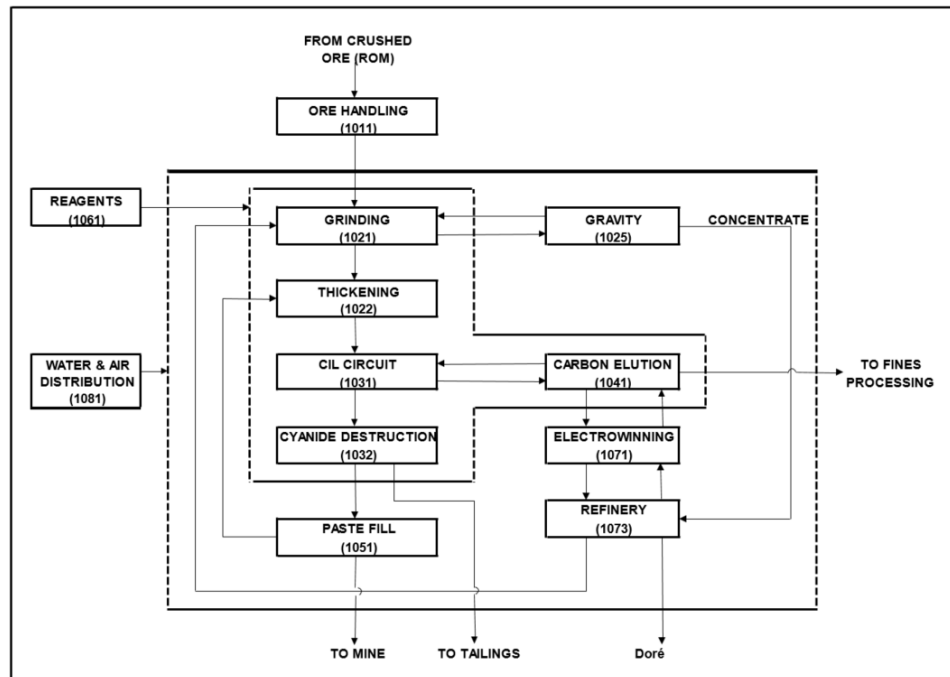 FROM CRUSHED
ORE (ROM)
ORE HANDLING
(1011)
REAGENTS
(1061)
GRINDING
(1021)
GRAVITY
(1025)
CONCENTRATE
THICKENING
(1022)
WATER & AIR
DISTRIBUTION
(1081)
CIL CIRCUIT
(1031)
CARBON ELUTION
(1041)
TO FINES
PROCESSING
CYANIDE DESTRUCTION
(1032)
ELECTROWINNING
(1071)
PASTE FILL
(1051)
REFINERY
(1073)
TO MINE
TO TAILINGS
Doré